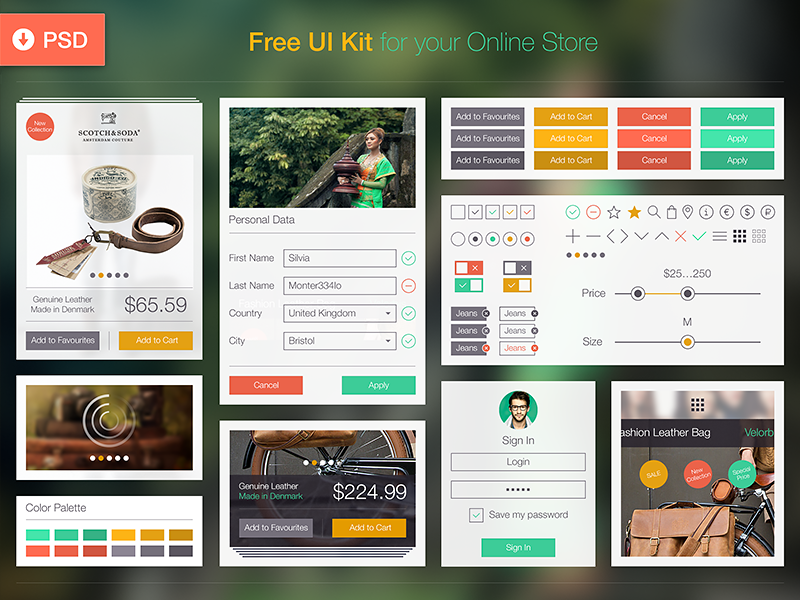 PSD
Free UI Kit for your Online Store
New
Collection
SCOTCH&SODA
AMSTERDAM COUTURE
Genuine Leather
Made in Denmark
$65.59
Add to Favourites
Add to Cart
Color Palette
Personal Data
First Name
Silvia
Last Name
Monter334lo
Country
United Kingdom
City
Bristol
Cancel
Apply
Genuine Leather
Made in Denmark
$224.99
Add to Favourites
Add to Cart
Add to Favourites Add to Cart Cancel Apply
Add to Favourites Add to Cart Cancel Apply
Add to Favourites Add to Cart Cancel Apply
Jeans Jeans
Jeans Jeans
Jeans Jeans
$25...250
Price
M
Size
Sign In
Login
Save my password
Sign In
ashion Leather Bag Velorb
SALE
New
Collection
Special
Price